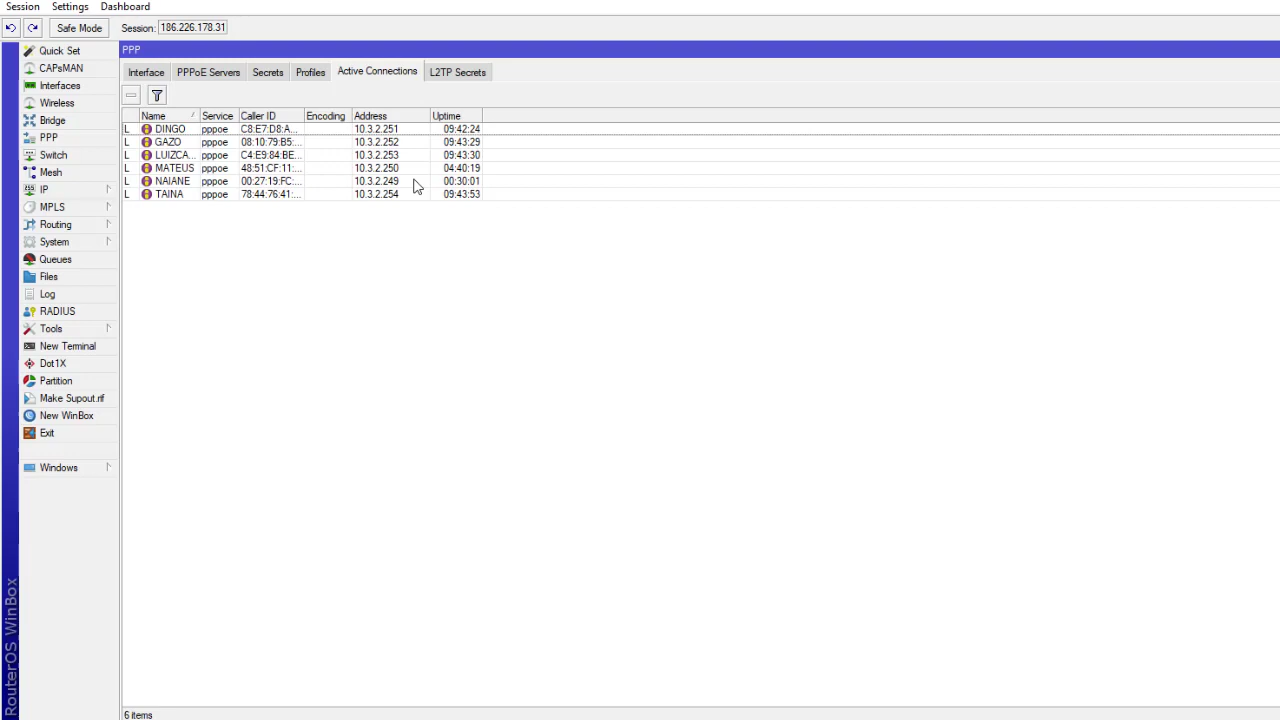 Session Settings Dashboard
Safe Mode Session: 186.226.178.31
PPP
Quick Set
CAPsMAN
Interfaces
Wireless
Bridge
PPP
Switch
Mesh
IP
MPLS
Routing
System
Queues
Files
Log
RADIUS
Tools
New Terminal
Dot1X
Partition
Make Supout.rif
New WinBox
Exit
Windows
RouterOS WinBox
Interface PPPoE Servers Secrets Profiles Active Connections L2TP Secrets
Name Service Caller ID Encoding Address Uptime
L DINGO pppoe C8:E7:D8:A... 10.3.2.251 09:42:24
L GAZO pppoe 08:10:79:B5:... 10.3.2.252 09:43:29
L LUIZCA... pppoe C4:E9:84:BE... 10.3.2.253 09:43:30
L MATEUS pppoe 48:51:CF:11:... 10.3.2.250 04:40:19
L NAIANE pppoe 00:27:19:FC:... 10.3.2.249 00:30:01
L TAINA pppoe 78:44:76:41:... 10.3.2.254 09:43:53
6 items